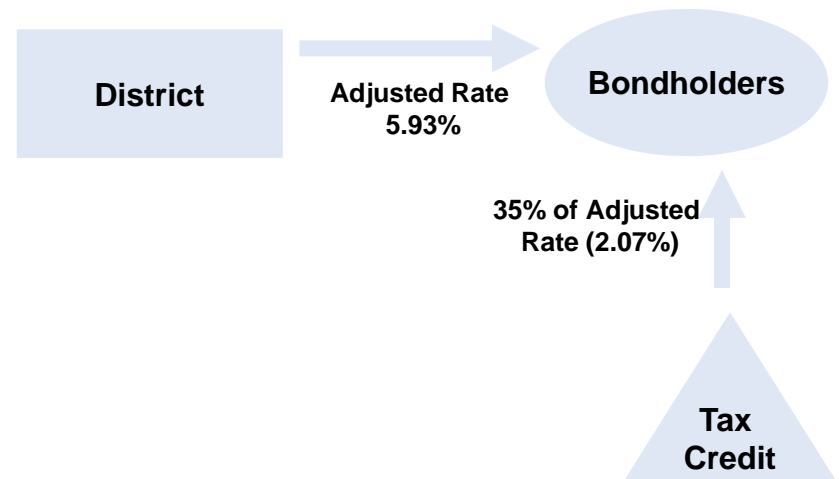 District
Adjusted Rate
5.93%
Bondholders
35% of Adjusted
Rate (2.07%)
Tax
Credit